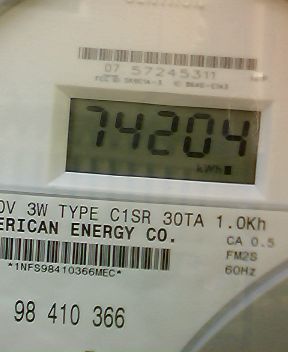 07 57245311
74204
kWh
0V 3W TYPE C1SR 30TA 1.0Kh
ERICAN ENERGY CO.
CA 0.5
FM2S
*1NFS98410366MEC*
60Hz
98 410 366